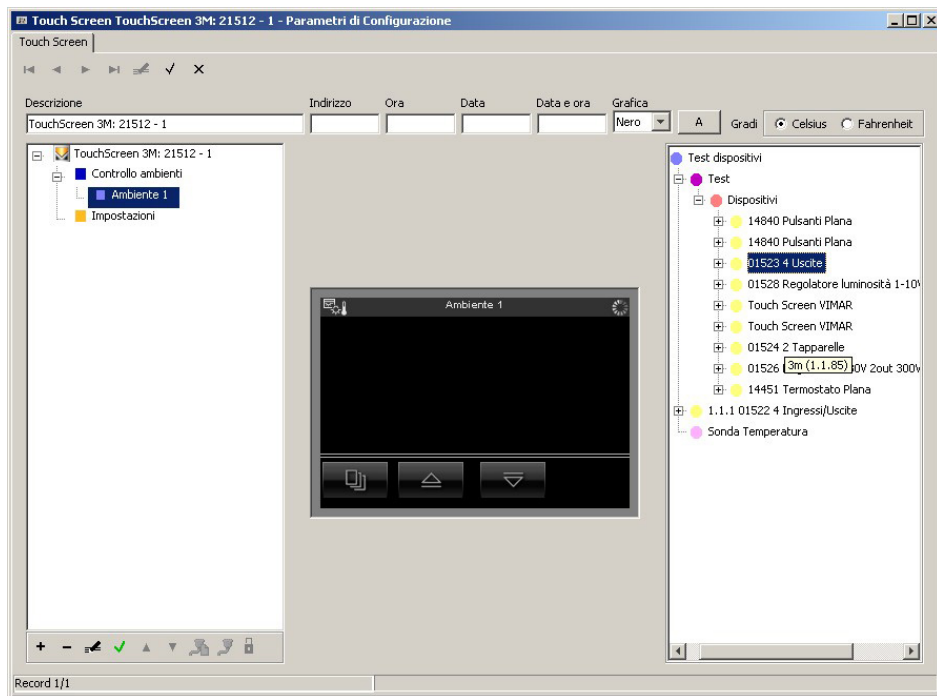 Touch Screen TouchScreen 3M: 21512 - 1 - Parametri di Configurazione
Touch Screen
Descrizione
Indirizzo
Ora
Data
Data e ora
Grafica
TouchScreen 3M: 21512 - 1
Nero
A
Gradi
Celsius
Fahrenheit
TouchScreen 3M: 21512 - 1
Controllo ambienti
Ambiente 1
Impostazioni
Ambiente 1
Test dispositivi
Test
Dispositivi
14840 Pulsanti Plana
14840 Pulsanti Plana
01523 4 Uscite
01528 Regolatore luminosità 1-10V
Touch Screen VIMAR
Touch Screen VIMAR
01524 2 Tapparelle
01526
3m (1.1.85)
0V 2out 300v
14451 Termostato Plana
1.1.1 01522 4 Ingressi/Uscite
Sonda Temperatura
Record 1/1